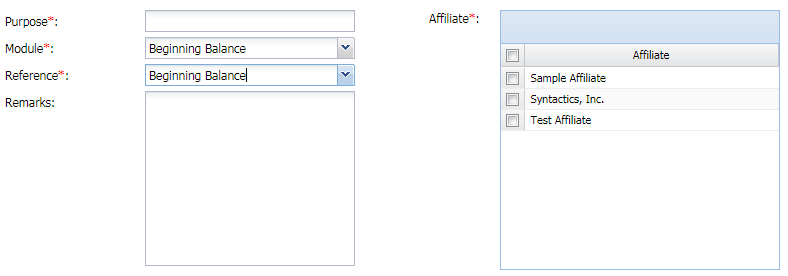 Purpose*:
Module*: Beginning Balance
Reference*: Beginning Balance
Remarks:
Affiliate*:
Affiliate
Sample Affiliate
Syntactics, Inc.
Test Affiliate